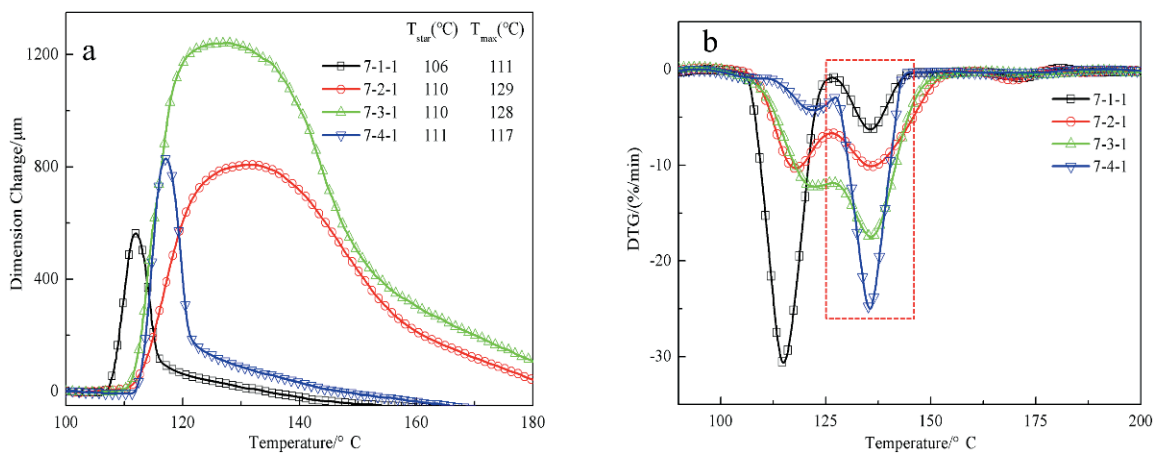 a
T_star(°C) T_max(°C)
7-1-1 106 111
7-2-1 110 129
7-3-1 110 128
7-4-1 111 117
1200
800
400
0
Dimension Change/μm
100 120 140 160 180
Temperature/° C
b
0
-10
-20
-30
DTG/(%/min)
7-1-1
7-2-1
7-3-1
7-4-1
100 125 150 175 200
Temperature/° C